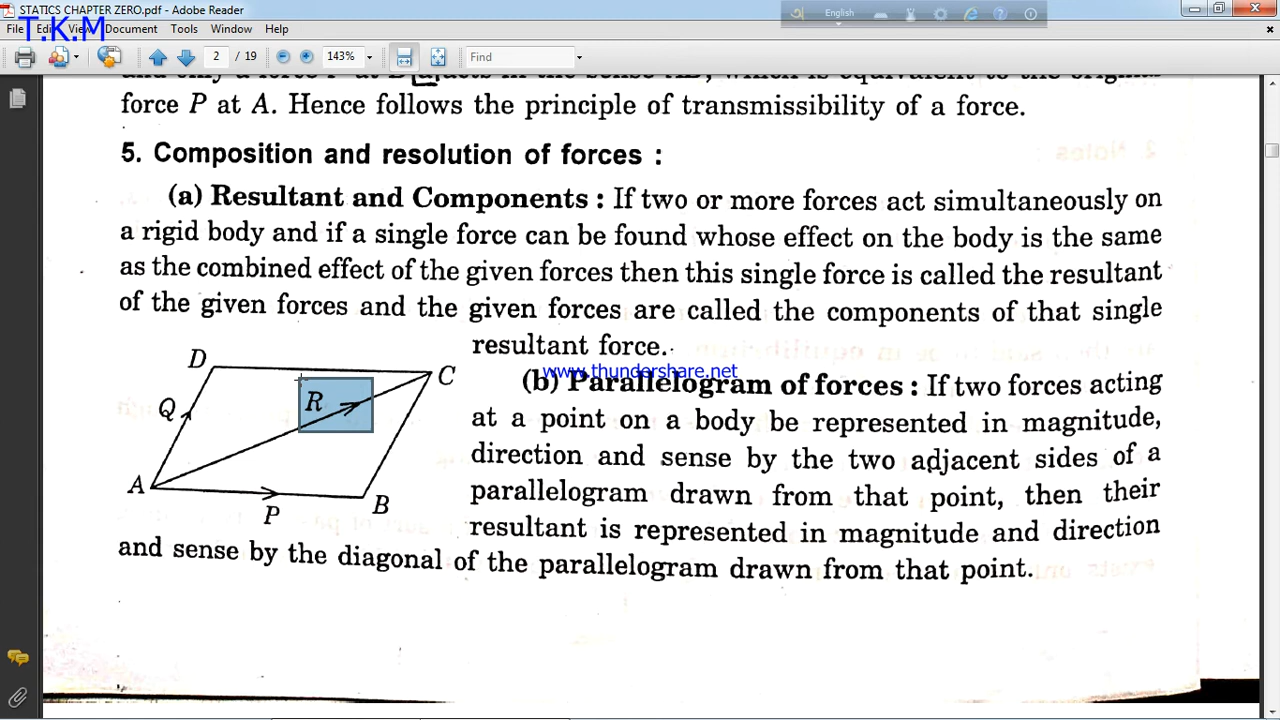 STATICS CHAPTER ZERO.pdf - Adobe Reader
English
T.K.M
File Edit View Document Tools Window Help
2 / 19 143% Find
force P at A. Hence follows the principle of transmissibility of a force.
5. Composition and resolution of forces :
(a) Resultant and Components : If two or more forces act simultaneously on
a rigid body and if a single force can be found whose effect on the body is the same
as the combined effect of the given forces then this single force is called the resultant
of the given forces and the given forces are called the components of that single
resultant force.
www.thundershare.net
(b) Parallelogram of forces : If two forces acting
at a point on a body be represented in magnitude,
direction and sense by the two adjacent sides of a
parallelogram drawn from that point, then their
resultant is represented in magnitude and direction
and sense by the diagonal of the parallelogram drawn from that point.
D
C
Q
R
A
B
P